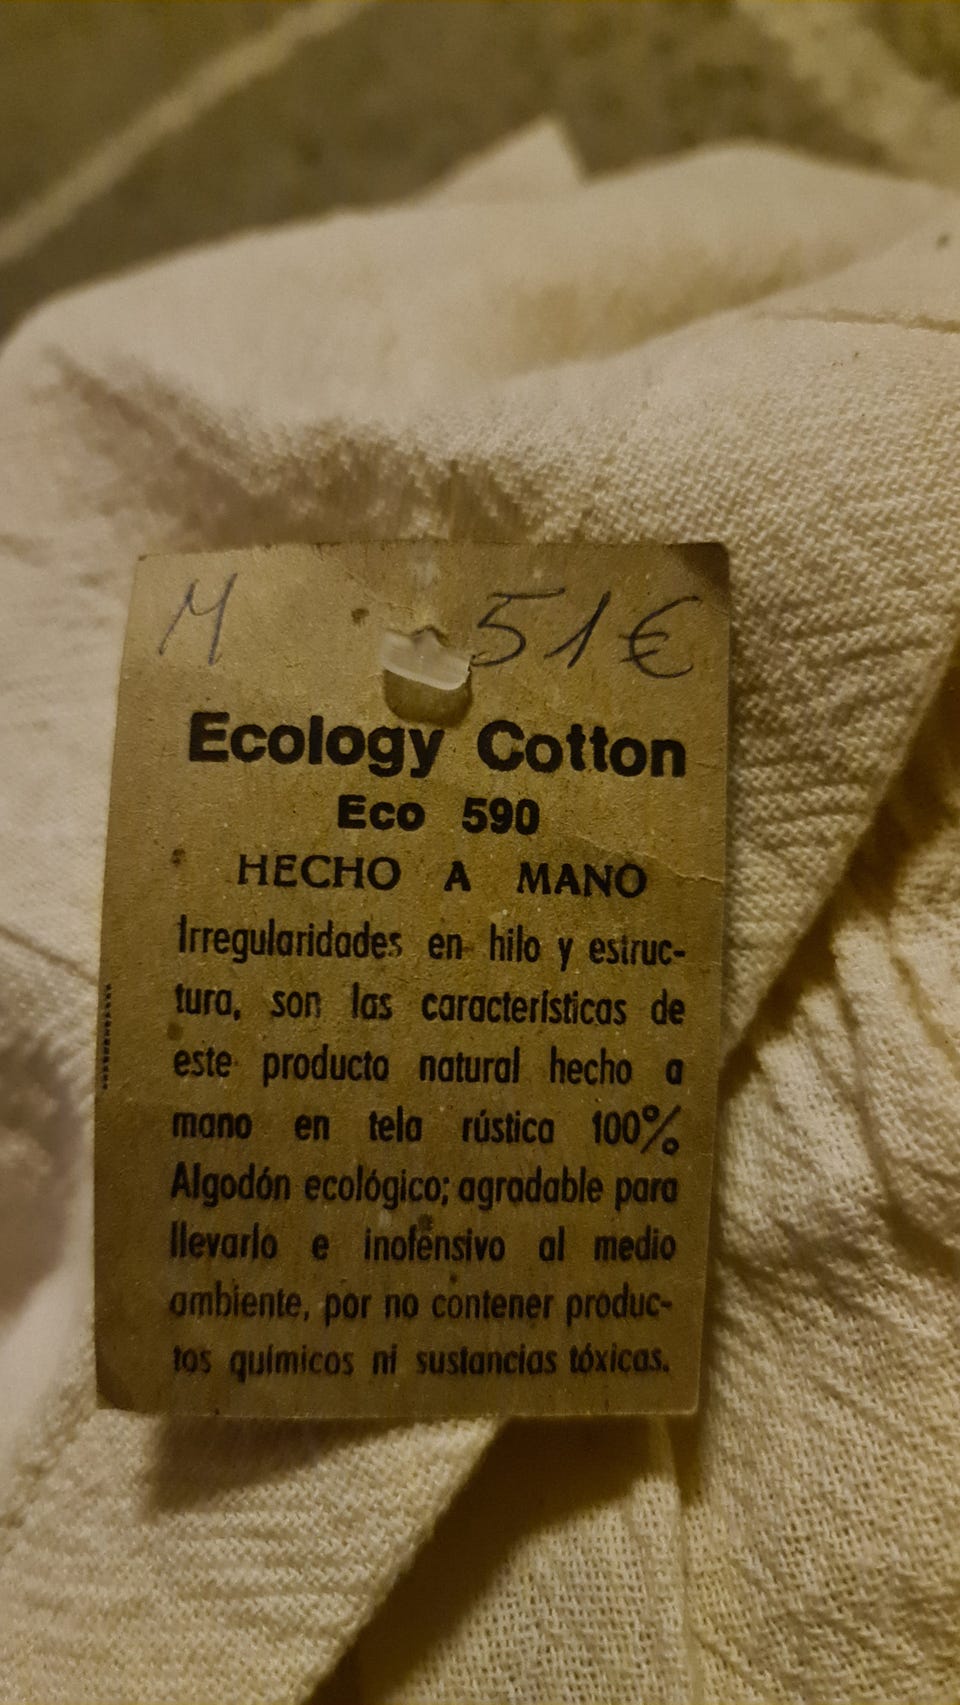 M 51€
Ecology Cotton
Eco 590
HECHO A MANO
Irregularidades en hilo y estruc-
tura, son las características de
este producto natural hecho a
mano en tela rústica 100%
Algodón ecológico; agradable para
llevarlo e inofensivo al medio
ambiente, por no contener produc-
tos químicos ni sustancias tóxicas.